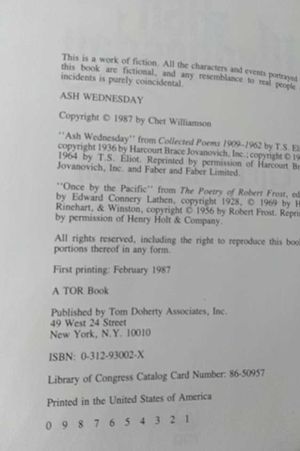 This is a work of fiction. All the characters and events portrayed
this book are fictional, and any resemblance to real people
incidents is purely coincidental.
ASH WEDNESDAY
Copyright © 1987 by Chet Williamson
"Ash Wednesday" from Collected Poems 1909–1962 by T.S. El
copyright 1936 by Harcourt Brace Jovanovich, Inc.; copyright © 19
1964 by T.S. Eliot. Reprinted by permission of Harcourt Br
Jovanovich, Inc. and Faber and Faber Limited.
"Once by the Pacific" from The Poetry of Robert Frost, ed
by Edward Connery Lathen, copyright 1928, © 1969 by H
Rinehart, & Winston, copyright © 1956 by Robert Frost. Repri
by permission of Henry Holt & Company.
All rights reserved, including the right to reproduce this book
portions thereof in any form.
First printing: February 1987
A TOR Book
Published by Tom Doherty Associates, Inc.
49 West 24 Street
New York, N.Y. 10010
ISBN: 0-312-93002-X
Library of Congress Catalog Card Number: 86-50957
Printed in the United States of America
0 9 8 7 6 5 4 3 2 1